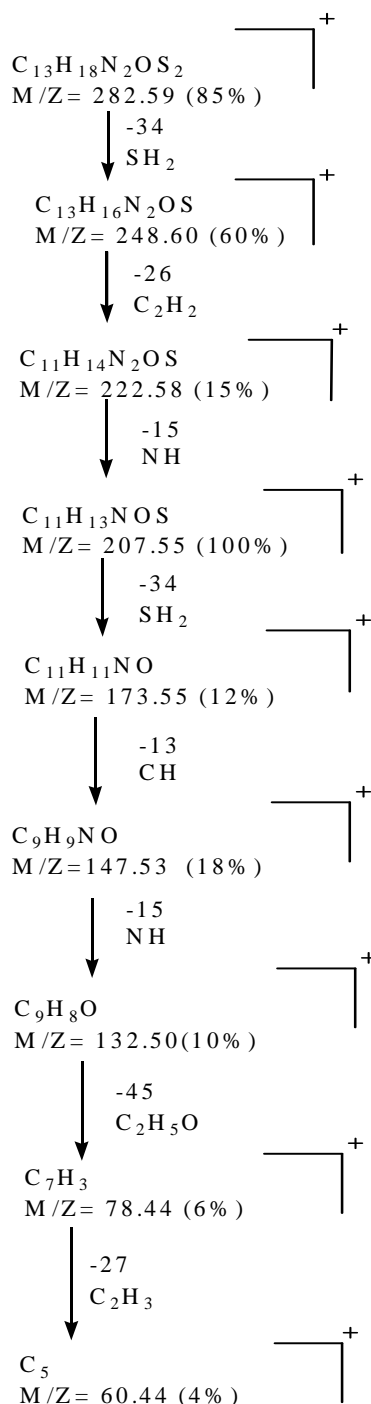 +
C₁₃H₁₈N₂OS₂
M/Z= 282.59 (85%)
-34
SH₂
+
C₁₃H₁₆N₂OS
M/Z= 248.60 (60%)
-26
C₂H₂
+
C₁₁H₁₄N₂OS
M/Z= 222.58 (15%)
-15
NH
+
C₁₁H₁₃NOS
M/Z= 207.55 (100%)
-34
SH₂
+
C₁₁H₁₁NO
M/Z= 173.55 (12%)
-13
CH
+
C₉H₉NO
M/Z=147.53 (18%)
-15
NH
+
C₉H₈O
M/Z= 132.50(10%)
-45
C₂H₅O
+
C₇H₃
M/Z= 78.44 (6%)
-27
C₂H₃
+
C₅
M/Z= 60.44 (4%)